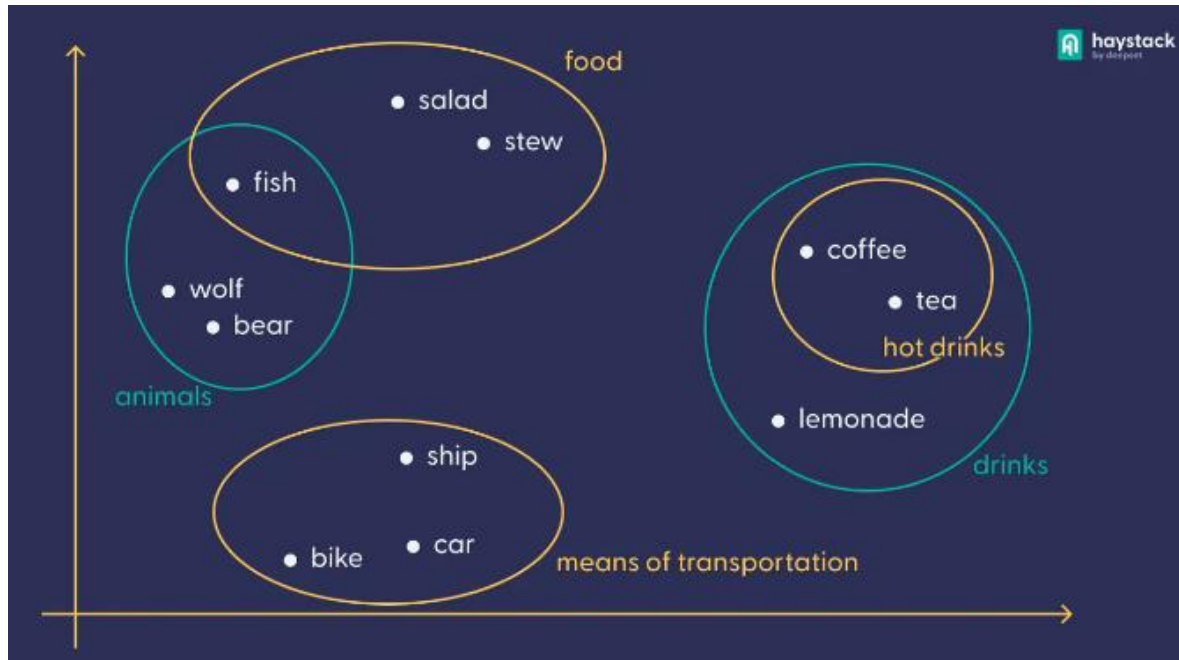 haystack
by deepset
food
salad
stew
fish
wolf
bear
animals
coffee
tea
hot drinks
lemonade
drinks
ship
car
bike
means of transportation